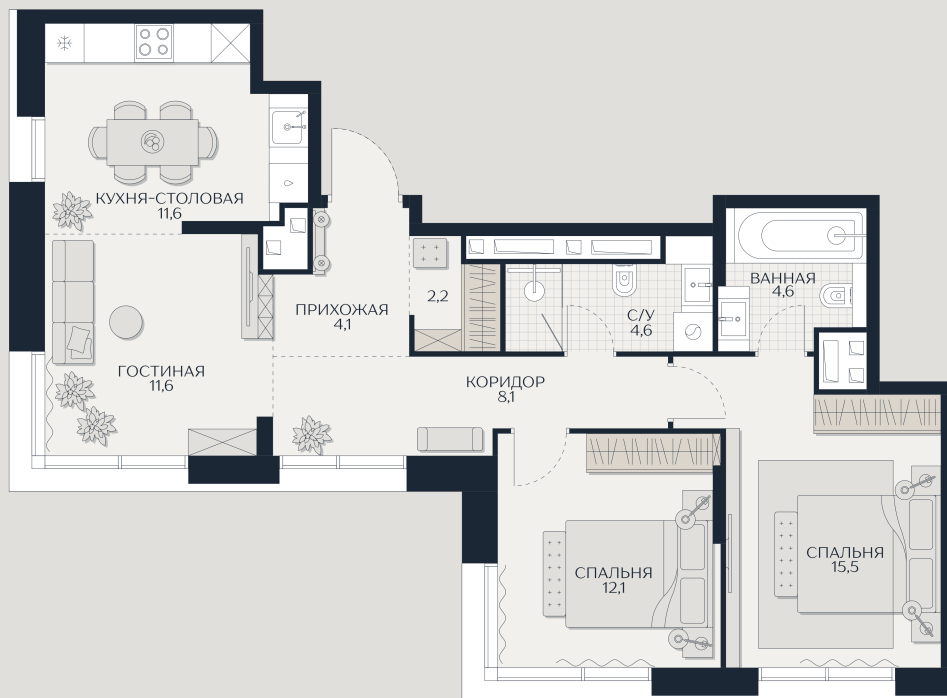 КУХНЯ-СТОЛОВАЯ
11,6
ПРИХОЖАЯ
4,1
2,2
С/У
4,6
ВАННАЯ
4,6
ГОСТИНАЯ
11,6
КОРИДОР
8,1
СПАЛЬНЯ
12,1
СПАЛЬНЯ
15,5